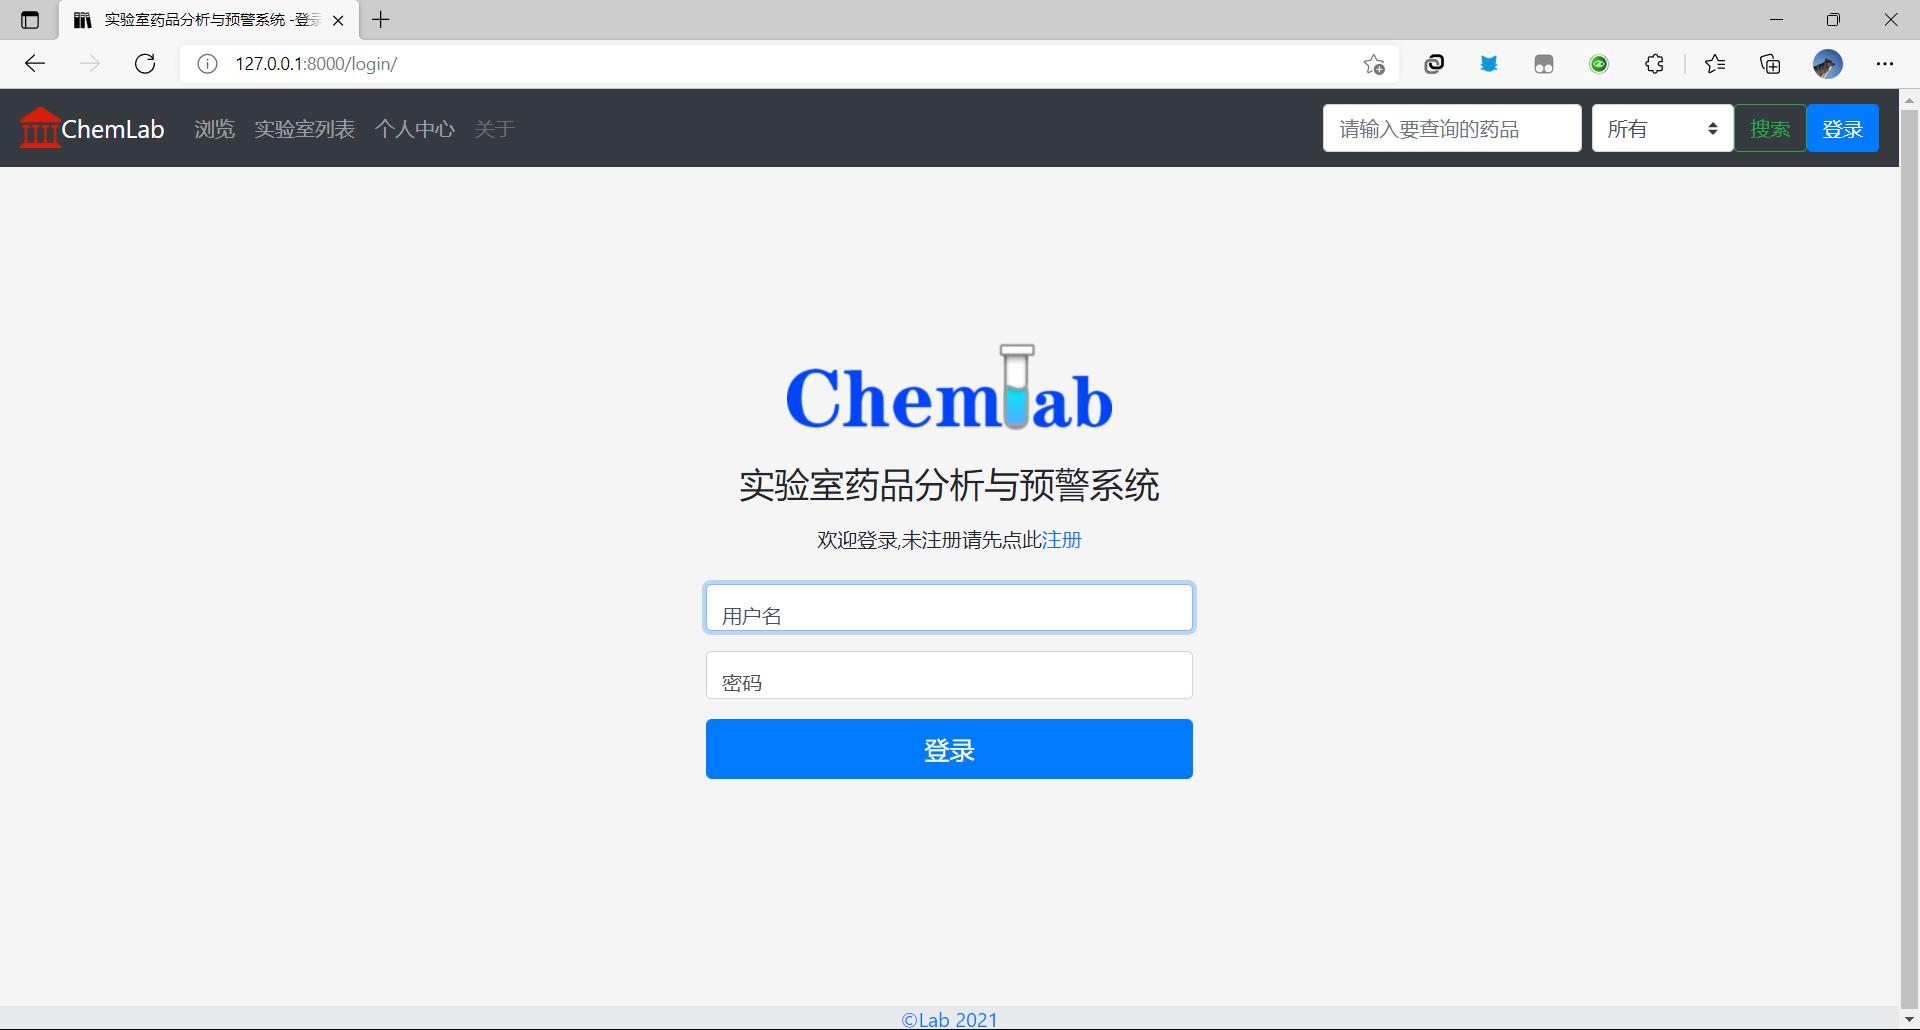 实验室药品分析与预警系统 -登录
127.0.0.1:8000/login/
ChemLab 浏览 实验室列表 个人中心 关于 请输入要查询的药品 所有 搜索 登录
Chemlab
实验室药品分析与预警系统
欢迎登录,未注册请先点此注册
用户名
密码
登录
©Lab 2021